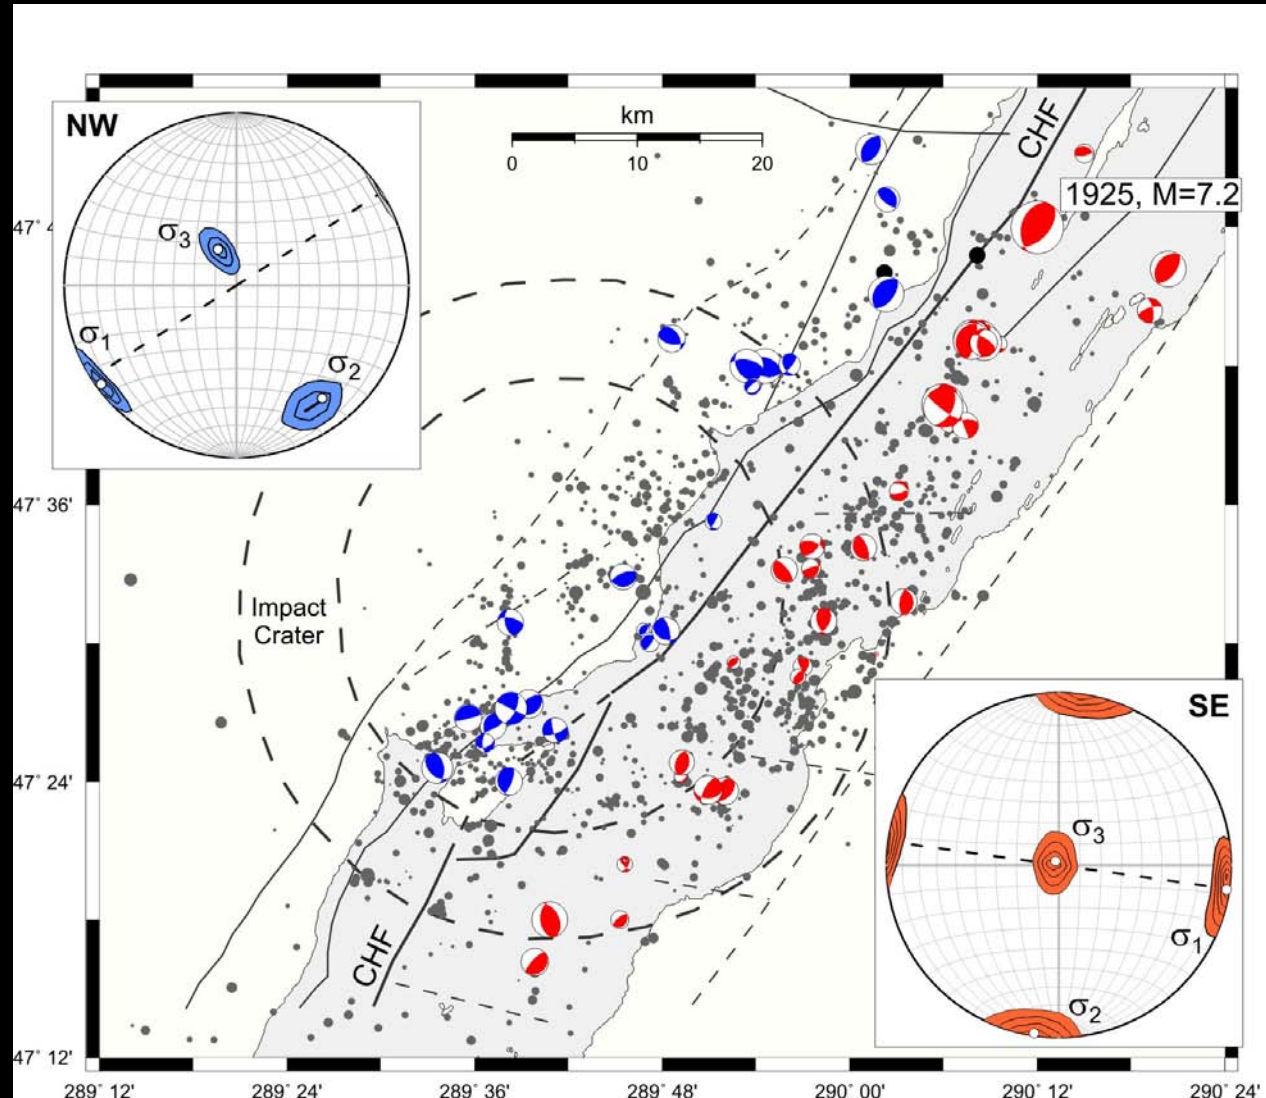 NW
km
0
10
20
CHF
1925, M=7.2
47° 4
σ3
σ1
σ2
47° 36'
Impact
Crater
SE
47° 24'
σ3
σ1
CHF
σ2
47° 12'
289° 12'
289° 24'
289° 36'
289° 48'
290° 00'
290° 12'
290° 24'